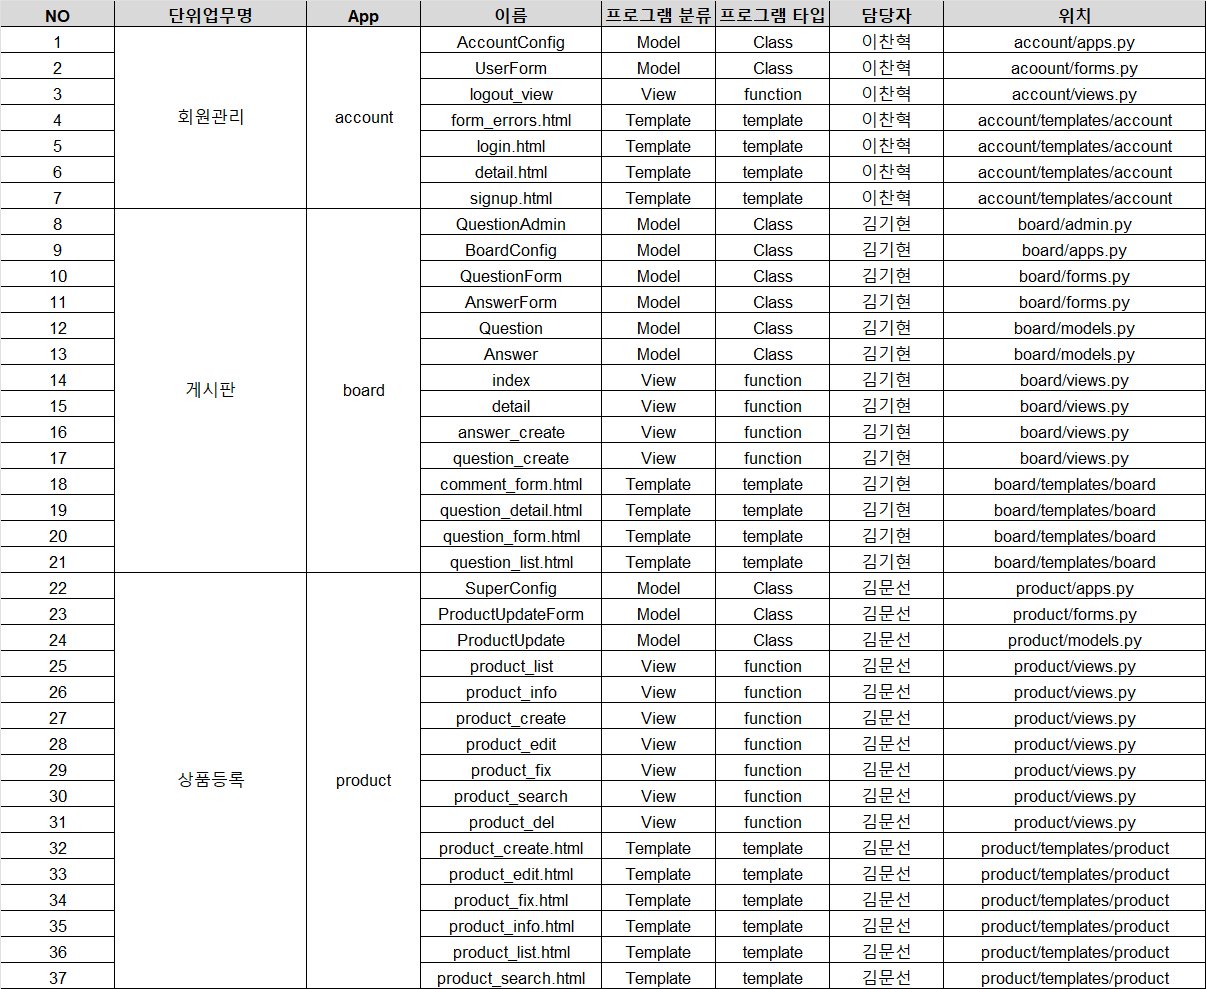 NO 단위업무명 App 이름 프로그램 분류 프로그램 타입 담당자 위치
1 회원관리 account AccountConfig Model Class 이찬혁 account/apps.py
2 UserForm Model Class 이찬혁 acoount/forms.py
3 logout_view View function 이찬혁 account/views.py
4 form_errors.html Template template 이찬혁 account/templates/account
5 login.html Template template 이찬혁 account/templates/account
6 detail.html Template template 이찬혁 account/templates/account
7 signup.html Template template 이찬혁 account/templates/account
8 게시판 board QuestionAdmin Model Class 김기현 board/admin.py
9 BoardConfig Model Class 김기현 board/apps.py
10 QuestionForm Model Class 김기현 board/forms.py
11 AnswerForm Model Class 김기현 board/forms.py
12 Question Model Class 김기현 board/models.py
13 Answer Model Class 김기현 board/models.py
14 index View function 김기현 board/views.py
15 detail View function 김기현 board/views.py
16 answer_create View function 김기현 board/views.py
17 question_create View function 김기현 board/views.py
18 comment_form.html Template template 김기현 board/templates/board
19 question_detail.html Template template 김기현 board/templates/board
20 question_form.html Template template 김기현 board/templates/board
21 question_list.html Template template 김기현 board/templates/board
22 상품등록 product SuperConfig Model Class 김문선 product/apps.py
23 ProductUpdateForm Model Class 김문선 product/forms.py
24 ProductUpdate Model Class 김문선 product/models.py
25 product_list View function 김문선 product/views.py
26 product_info View function 김문선 product/views.py
27 product_create View function 김문선 product/views.py
28 product_edit View function 김문선 product/views.py
29 product_fix View function 김문선 product/views.py
30 product_search View function 김문선 product/views.py
31 product_del View function 김문선 product/views.py
32 product_create.html Template template 김문선 product/templates/product
33 product_edit.html Template template 김문선 product/templates/product
34 product_fix.html Template template 김문선 product/templates/product
35 product_info.html Template template 김문선 product/templates/product
36 product_list.html Template template 김문선 product/templates/product
37 product_search.html Template template 김문선 product/templates/product